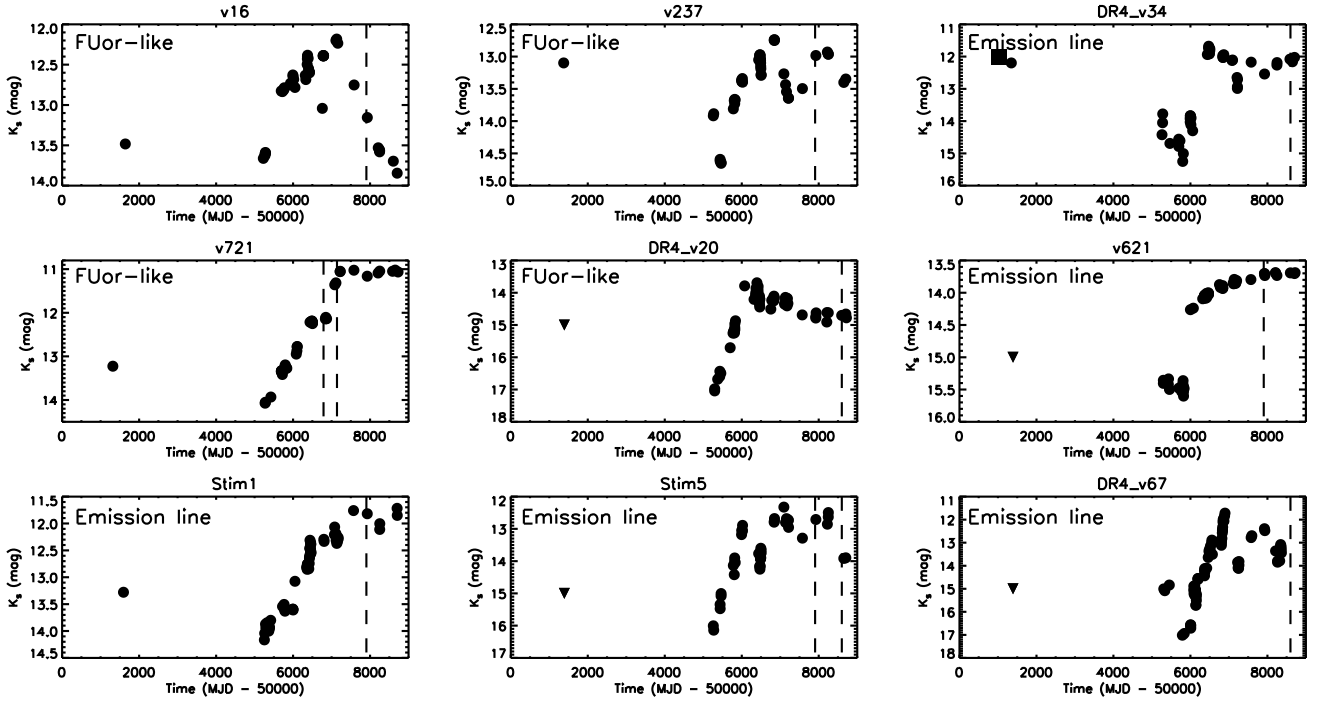 v16
FUor-like
12.0
12.5
13.0
13.5
14.0
K_s (mag)
0 2000 4000 6000 8000
Time (MJD − 50000)
v237
FUor-like
12.5
13.0
13.5
14.0
14.5
15.0
K_s (mag)
0 2000 4000 6000 8000
Time (MJD − 50000)
DR4_v34
Emission line
11
12
13
14
15
16
K_s (mag)
0 2000 4000 6000 8000
Time (MJD − 50000)
v721
FUor-like
11
12
13
14
K_s (mag)
0 2000 4000 6000 8000
Time (MJD − 50000)
DR4_v20
FUor-like
13
14
15
16
17
18
K_s (mag)
0 2000 4000 6000 8000
Time (MJD − 50000)
v621
Emission line
13.5
14.0
14.5
15.0
15.5
16.0
K_s (mag)
0 2000 4000 6000 8000
Time (MJD − 50000)
Stim1
Emission line
11.5
12.0
12.5
13.0
13.5
14.0
14.5
K_s (mag)
0 2000 4000 6000 8000
Time (MJD − 50000)
Stim5
Emission line
12
13
14
15
16
17
K_s (mag)
0 2000 4000 6000 8000
Time (MJD − 50000)
DR4_v67
Emission line
11
12
13
14
15
16
17
18
K_s (mag)
0 2000 4000 6000 8000
Time (MJD − 50000)